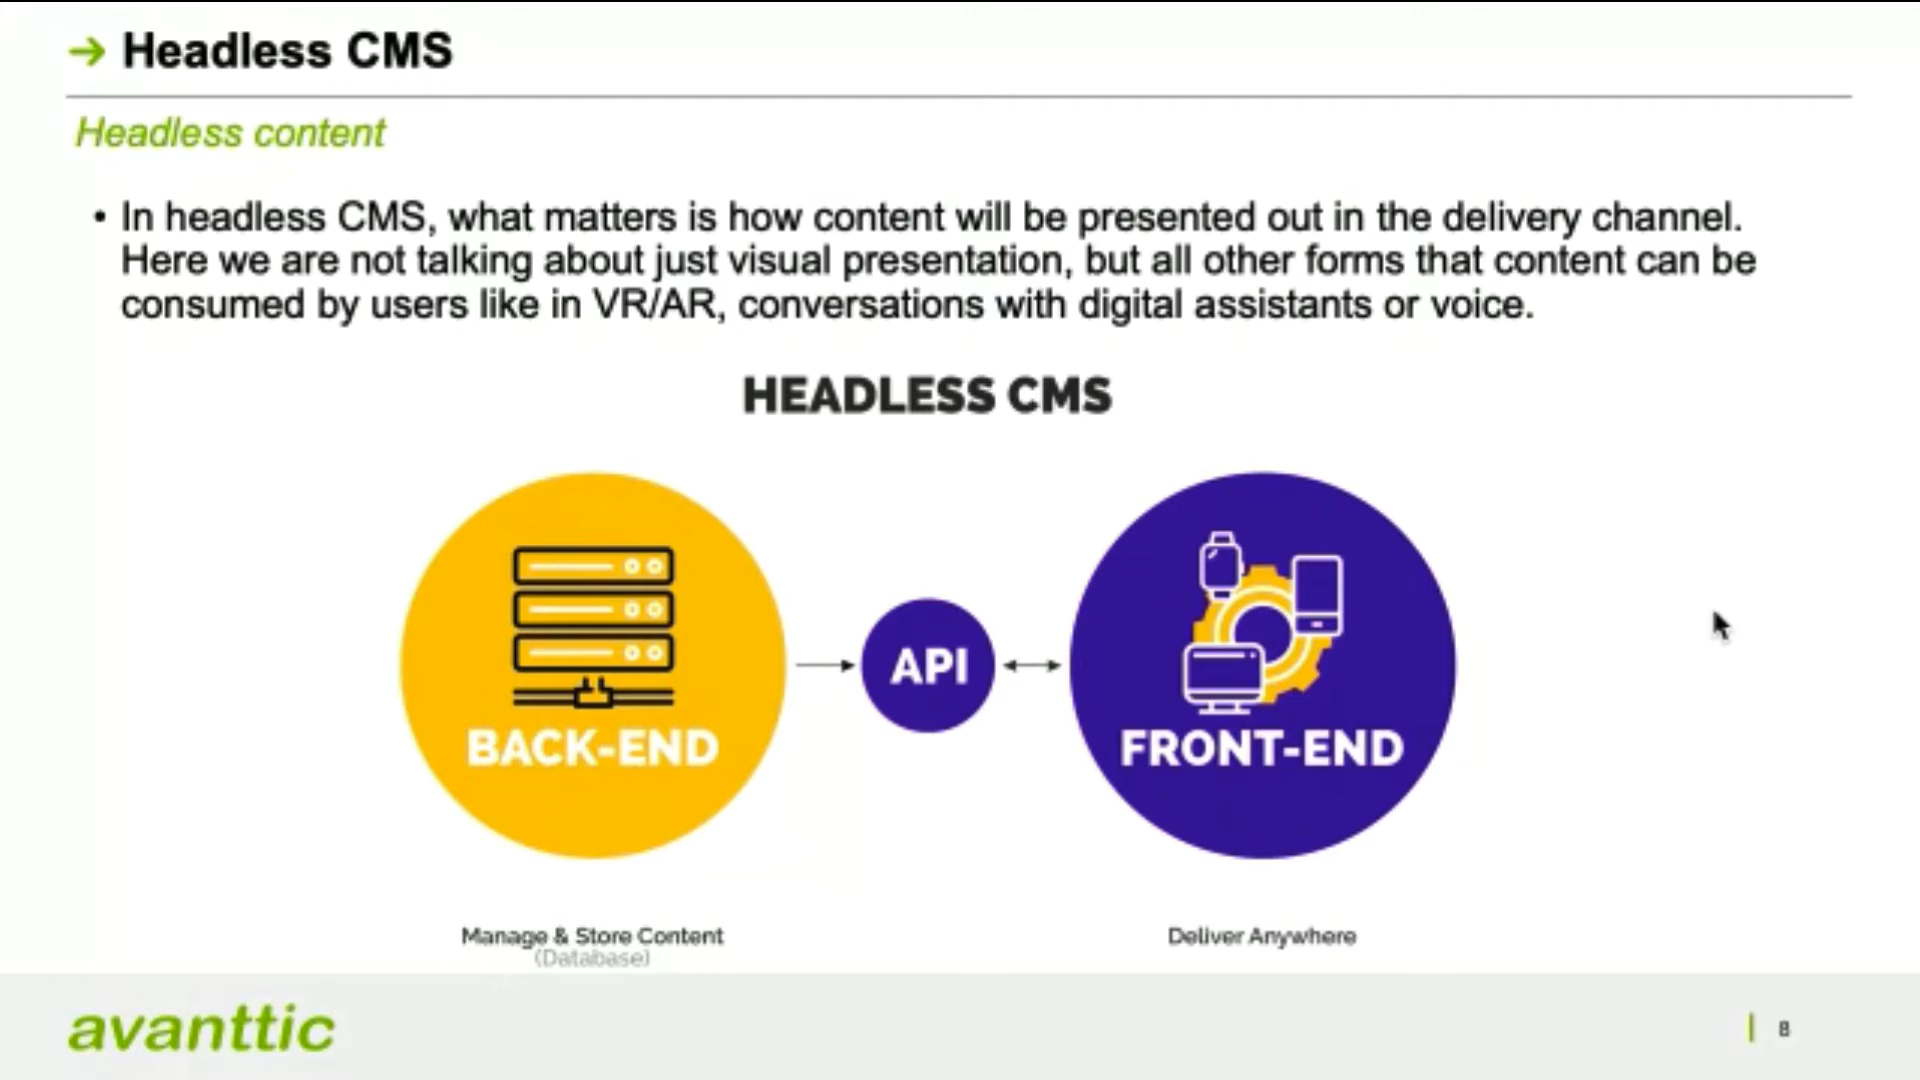 Headless CMS
Headless content
• In headless CMS, what matters is how content will be presented out in the delivery channel.
Here we are not talking about just visual presentation, but all other forms that content can be
consumed by users like in VR/AR, conversations with digital assistants or voice.
HEADLESS CMS
BACK-END
API
FRONT-END
Manage & Store Content
(Database)
Deliver Anywhere
avanttic
8